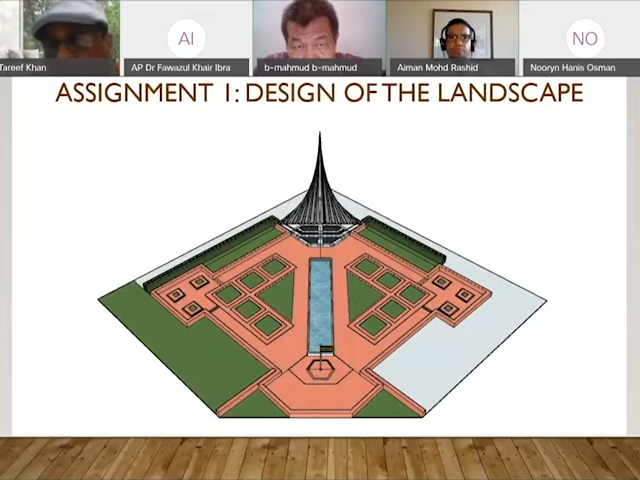 AI
NO
Tareef Khan
AP Dr Fawazul Khair Ibra
b-mahmud b-mahmud
Aiman Mohd Rashid
Nooryn Hanis Osman
ASSIGNMENT 1: DESIGN OF THE LANDSCAPE